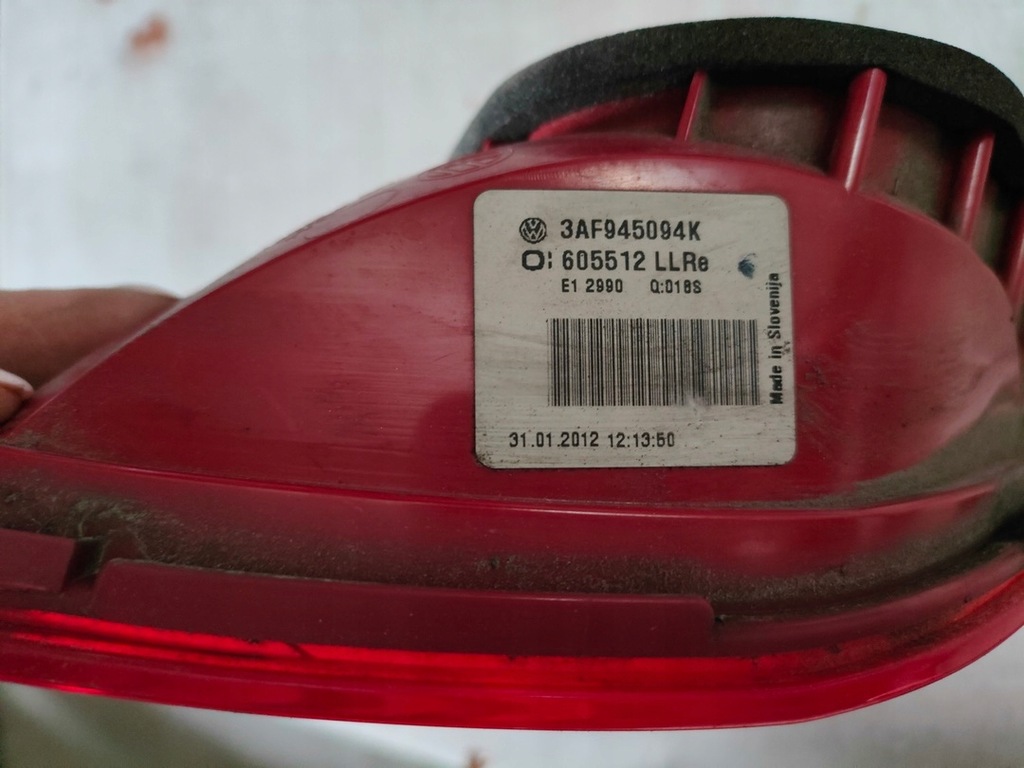 3AF945094K
O: 605512 LLRe
E1 2990 Q:018S
Made in Slovenija
31.01.2012 12:13:50